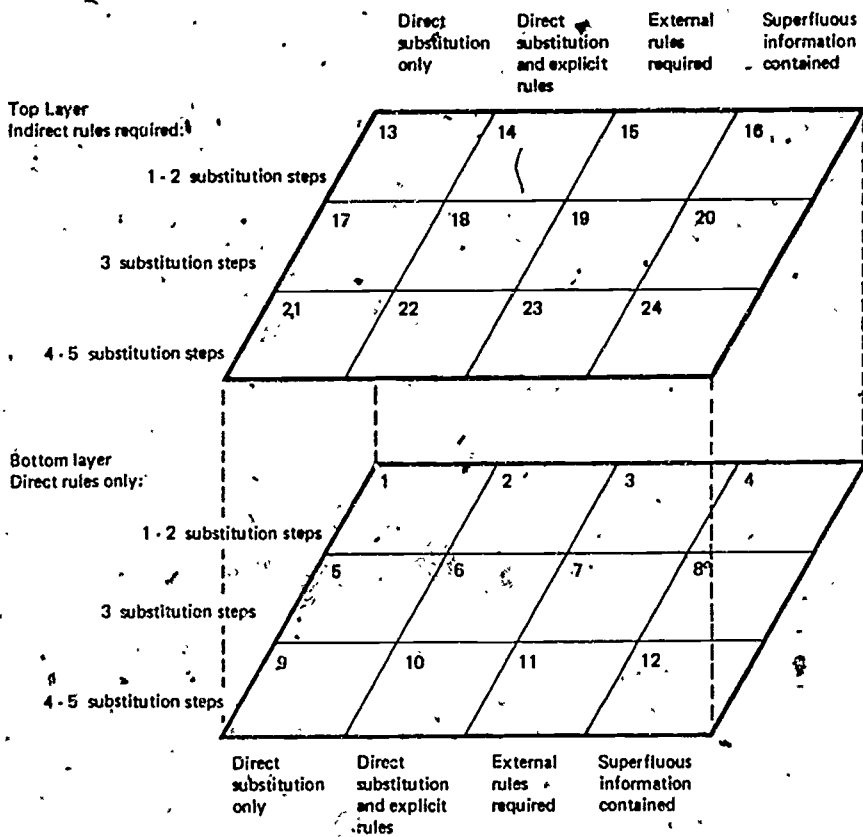 Direct substitution only
Direct substitution and explicit rules
External rules required
Superfluous information contained
Top Layer
Indirect rules required:
13 14 15 16
1 - 2 substitution steps
17 18 19 20
3 substitution steps
21 22 23 24
4 - 5 substitution steps
Bottom layer
Direct rules only:
1 2 3 4
1 - 2 substitution steps
5 6 7 8
3 substitution steps
9 10 11 12
4 - 5 substitution steps
Direct substitution only
Direct substitution and explicit rules
External rules required
Superfluous information contained